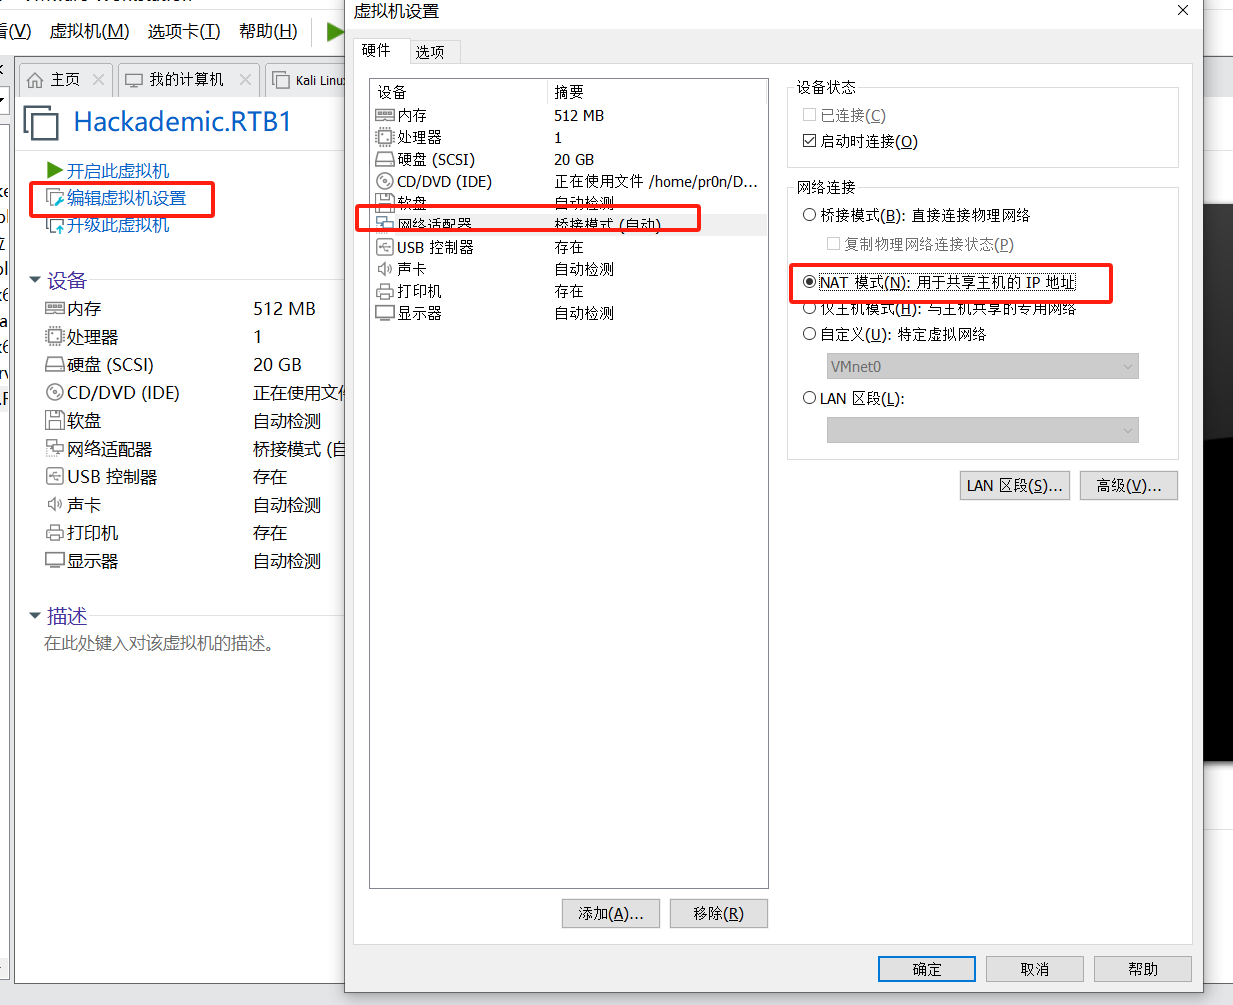 虚拟机设置
看(V) 虚拟机(M) 选项卡(T) 帮助(H)
主页 我的计算机 Kali Linux
Hackademic.RTB1
开启此虚拟机
编辑虚拟机设置
升级此虚拟机
设备
内存 512 MB
处理器 1
硬盘 (SCSI) 20 GB
CD/DVD (IDE) 正在使用文件
软盘 自动检测
网络适配器 桥接模式 (自
USB 控制器 存在
声卡 自动检测
打印机 存在
显示器 自动检测
描述
在此处键入对该虚拟机的描述。
硬件 选项
设备 摘要
内存 512 MB
处理器 1
硬盘 (SCSI) 20 GB
CD/DVD (IDE) 正在使用文件 /home/pr0n/D...
软盘 自动检测
网络适配器 桥接模式 (自动)
USB 控制器 存在
声卡 自动检测
打印机 存在
显示器 自动检测
添加(A)... 移除(R)
设备状态
已连接(C)
启动时连接(O)
网络连接
桥接模式(B): 直接连接物理网络
复制物理网络连接状态(P)
NAT 模式(N): 用于共享主机的 IP 地址
仅主机模式(H): 与主机共享的专用网络
自定义(U): 特定虚拟网络
VMnet0
LAN 区段(L):
LAN 区段(S)... 高级(V)...
确定 取消 帮助